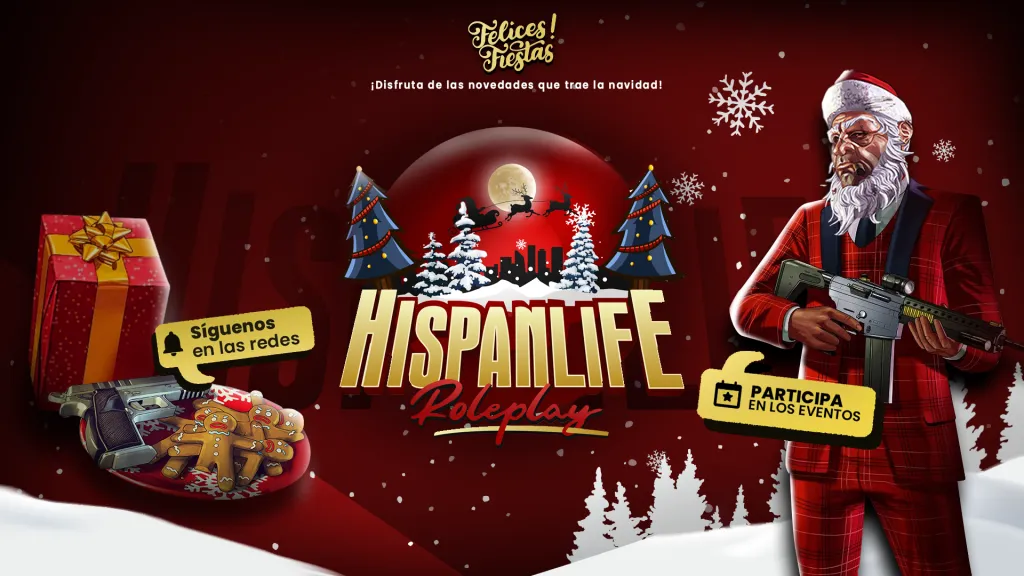 Felices!
Fiestas
¡Disfruta de las novedades que trae la navidad!
HISPANLIFE
Roleplay
Síguenos
en las redes
PARTICIPA
EN LOS EVENTOS